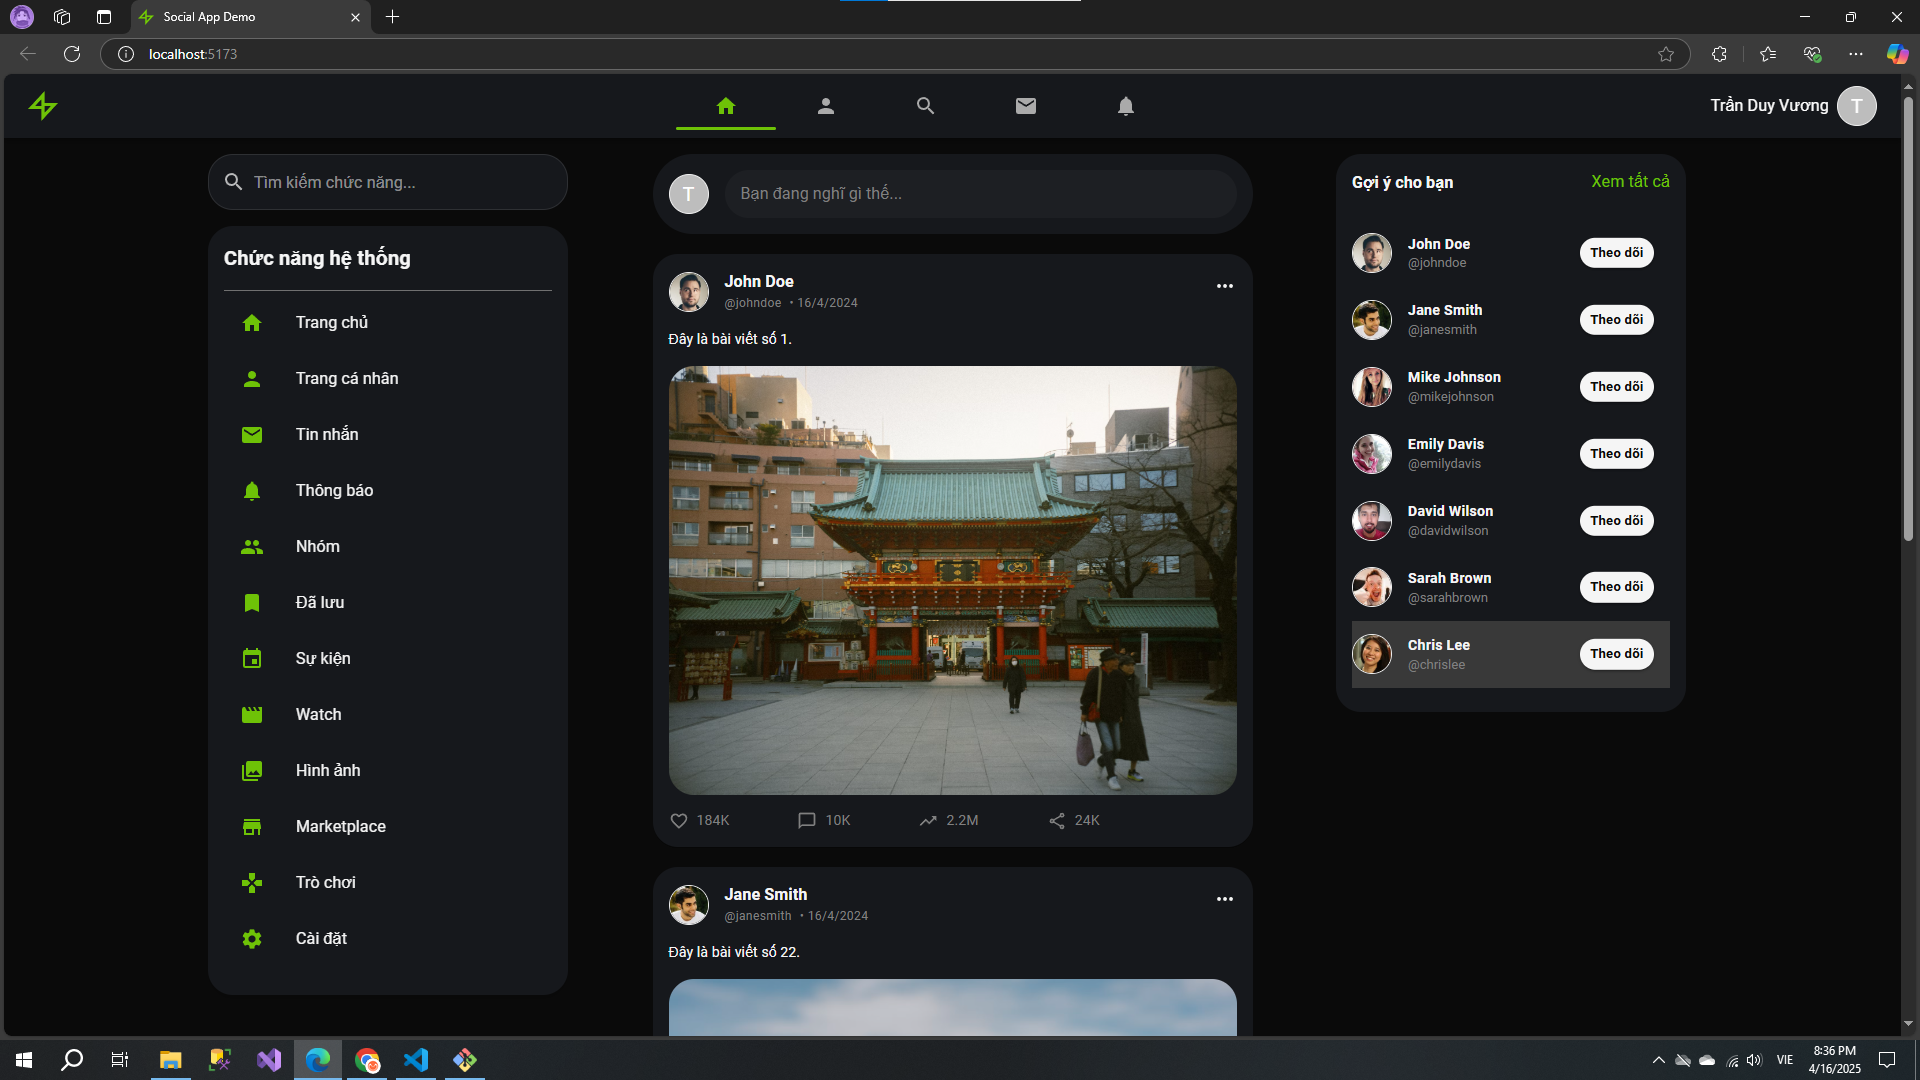 Social App Demo
localhost:5173
Trần Duy Vương
T
Tìm kiếm chức năng...
Chức năng hệ thống
Trang chủ
Trang cá nhân
Tin nhắn
Thông báo
Nhóm
Đã lưu
Sự kiện
Watch
Hình ảnh
Marketplace
Trò chơi
Cài đặt
T
Bạn đang nghĩ gì thế...
John Doe
@johndoe • 16/4/2024
Đây là bài viết số 1.
184K 10K 2.2M 24K
Jane Smith
@janesmith • 16/4/2024
Đây là bài viết số 22.
Gợi ý cho bạn Xem tất cả
John Doe
@johndoe
Theo dõi
Jane Smith
@janesmith
Theo dõi
Mike Johnson
@mikejohnson
Theo dõi
Emily Davis
@emilydavis
Theo dõi
David Wilson
@davidwilson
Theo dõi
Sarah Brown
@sarahbrown
Theo dõi
Chris Lee
@chrislee
Theo dõi
VIE
8:36 PM
4/16/2025